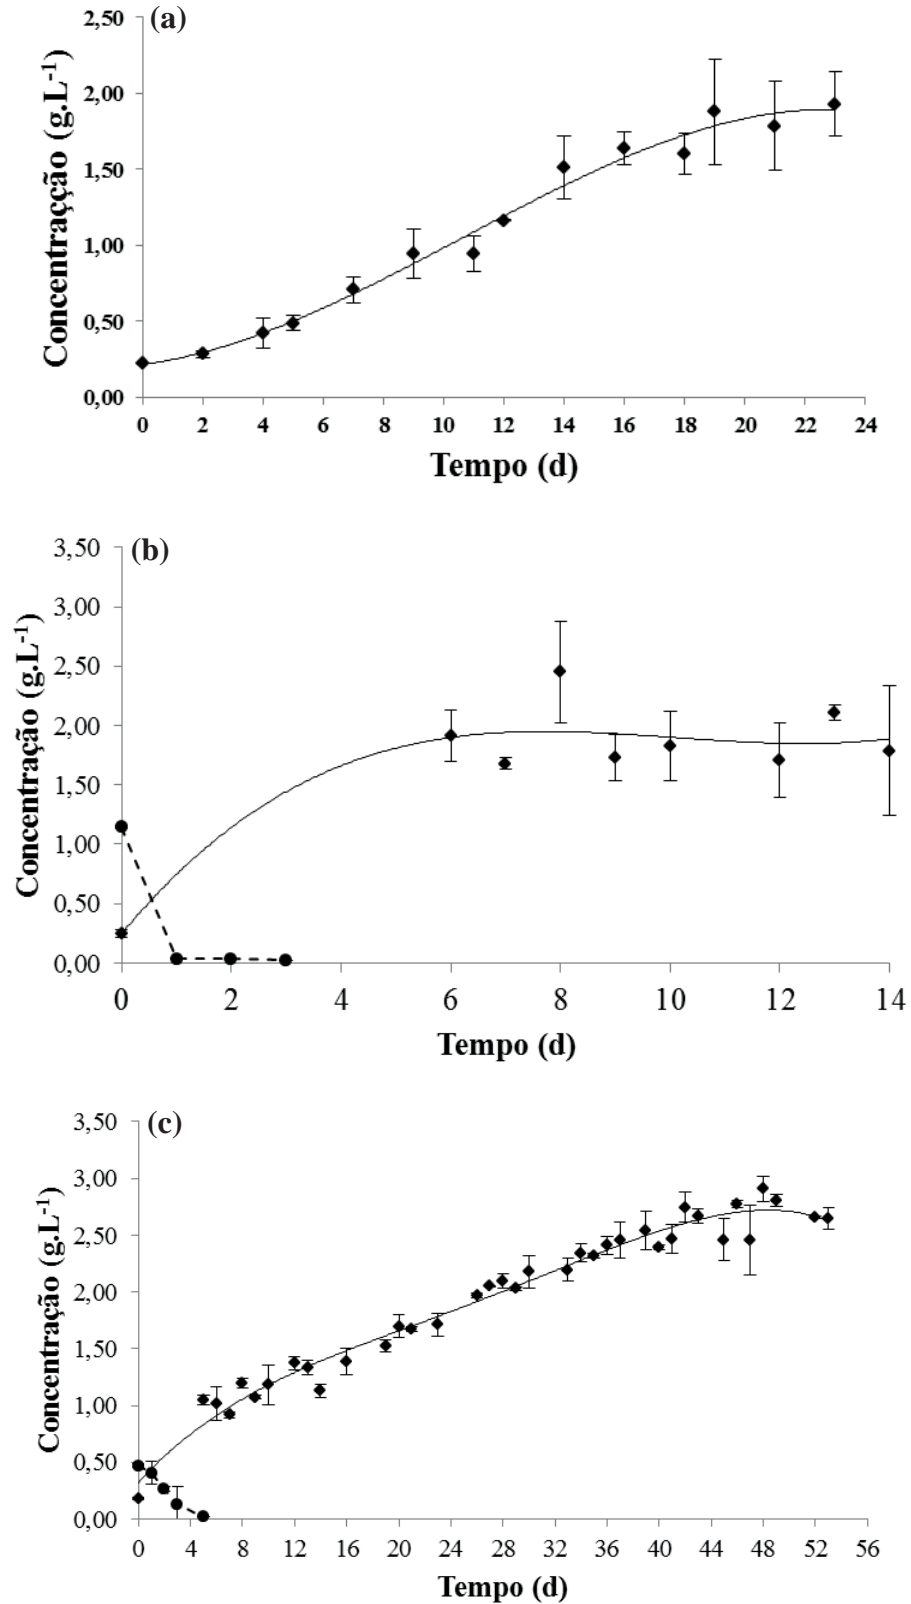 (a)
Concentracção (g.L-1)
2,50
2,00
1,50
1,00
0,50
0,00
0 2 4 6 8 10 12 14 16 18 20 22 24
Tempo (d)
(b)
Concentração (g.L-1)
3,50
3,00
2,50
2,00
1,50
1,00
0,50
0,00
0 2 4 6 8 10 12 14
Tempo (d)
(c)
Concentração (g.L-1)
3,50
3,00
2,50
2,00
1,50
1,00
0,50
0,00
0 4 8 12 16 20 24 28 32 36 40 44 48 52 56
Tempo (d)